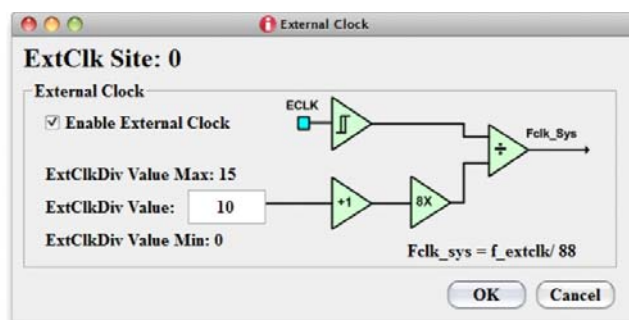 External Clock
ExtClk Site: 0
External Clock
Enable External Clock
ECLK
Fclk_Sys
÷
ExtClkDiv Value Max: 15
ExtClkDiv Value: 10
+1
8X
ExtClkDiv Value Min: 0
Fclk_sys = f_extclk/ 88
OK
Cancel